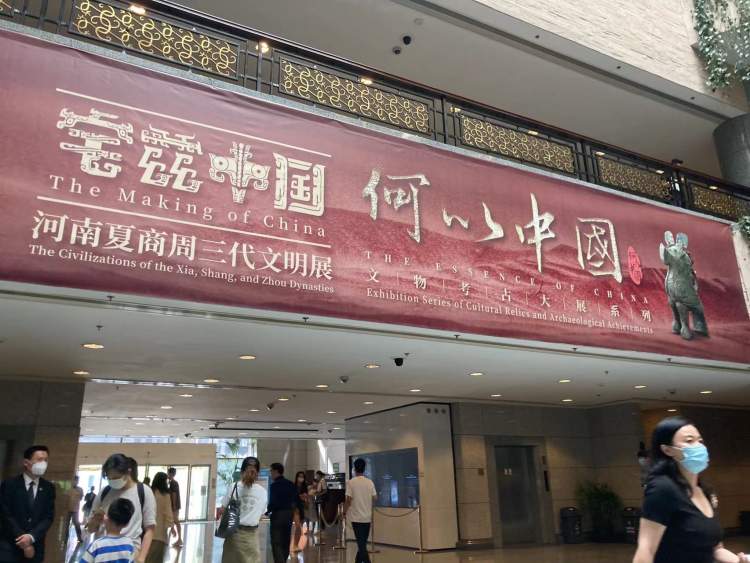 宅兹中国
The Making of China
河南夏商周三代文明展
The Civilizations of the Xia, Shang, and Zhou Dynasties
何以中國
THE ESSENCE OF CHINA
文物考古大展系列
Exhibition Series of Cultural Relics and Archaeological Achievements